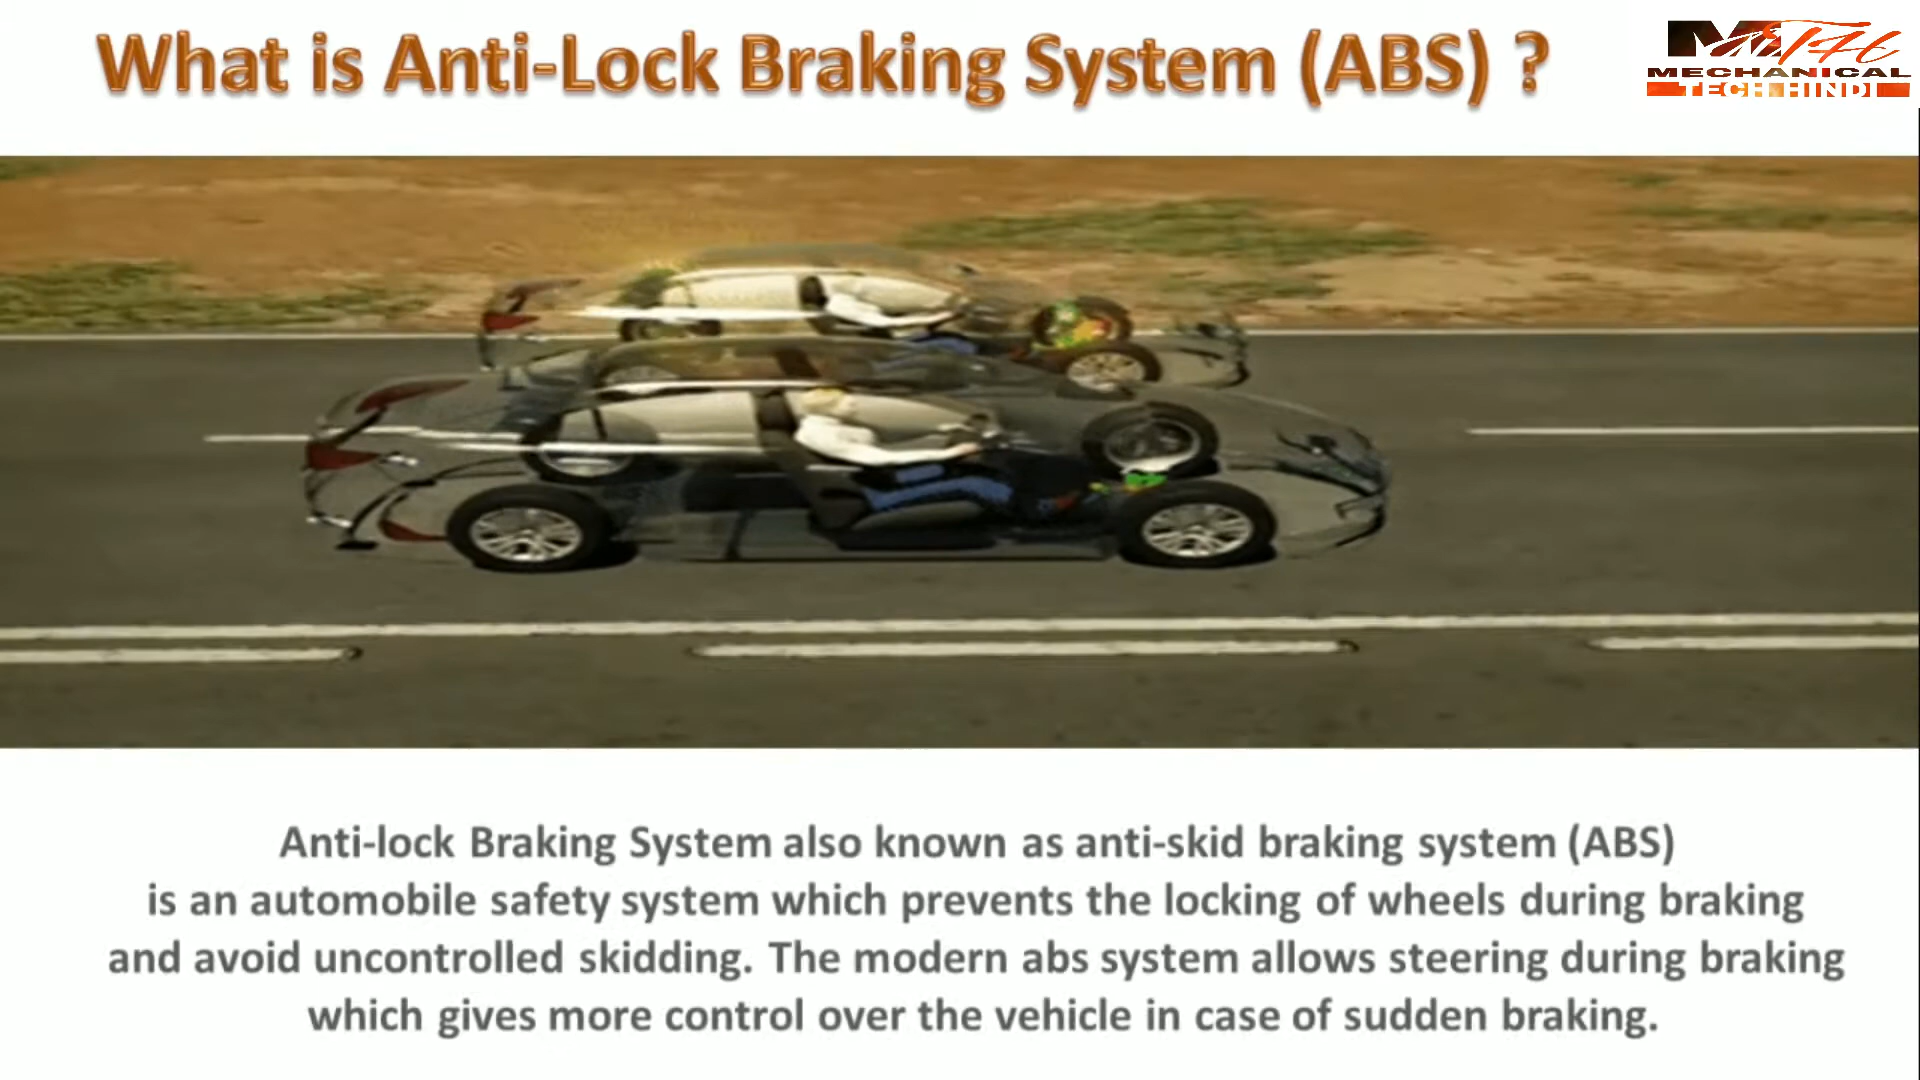 What is Anti-Lock Braking System (ABS) ?
MTH
MECHANICAL
TECH HINDI
Anti-lock Braking System also known as anti-skid braking system (ABS)
is an automobile safety system which prevents the locking of wheels during braking
and avoid uncontrolled skidding. The modern abs system allows steering during braking
which gives more control over the vehicle in case of sudden braking.